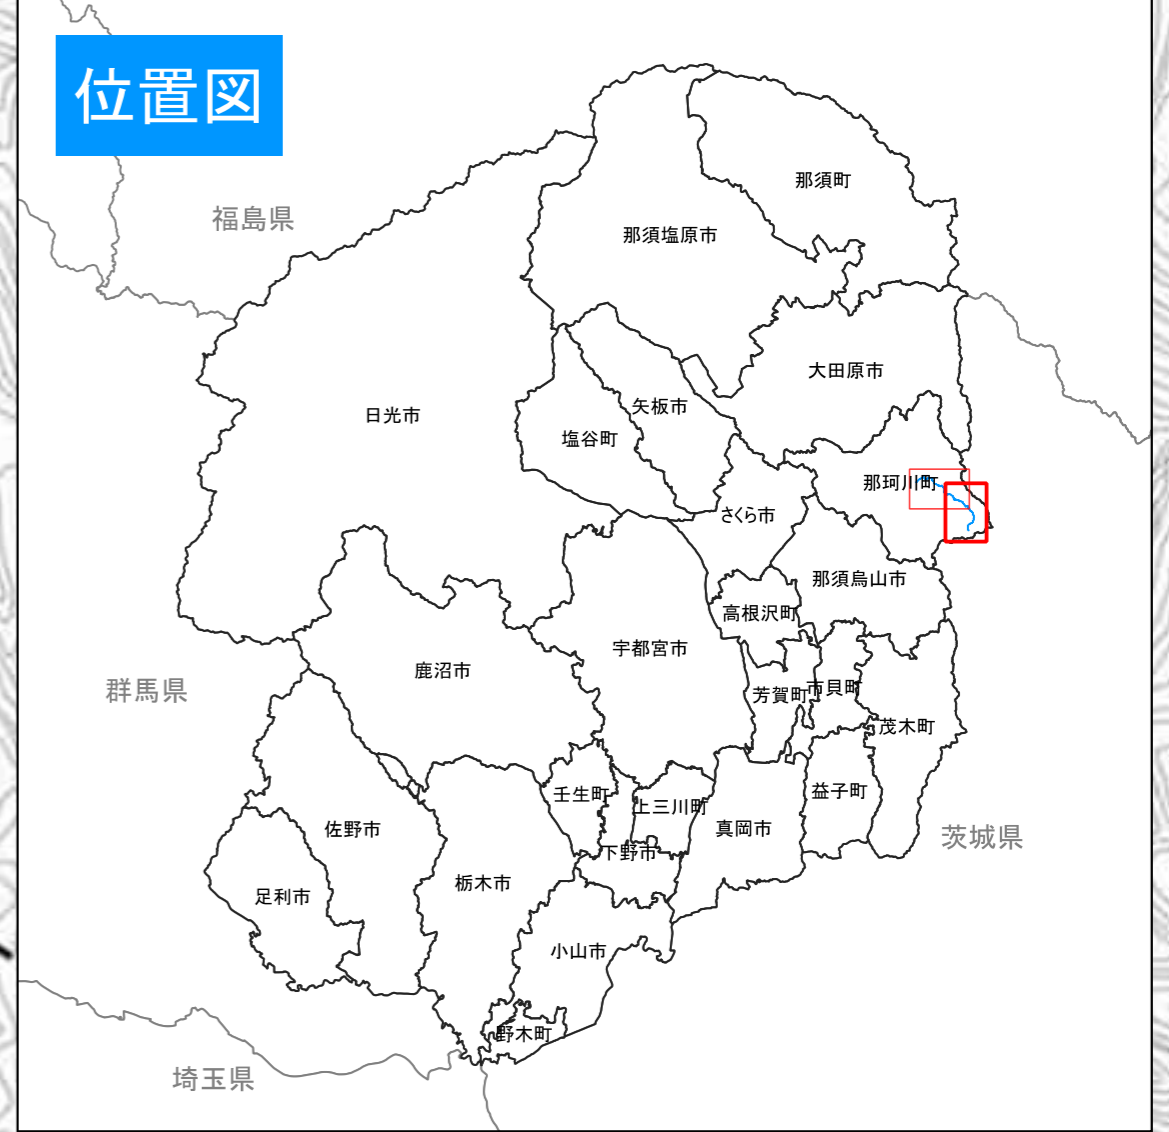 位置図
福島県
那須町
那須塩原市
大田原市
日光市
矢板市
塩谷町
那珂川町
さくら市
那須烏山市
高根沢町
宇都宮市
鹿沼市
群馬県
芳賀町
市貝町
茂木町
壬生町
上三川町
益子町
真岡市
佐野市
茨城県
下野市
栃木市
足利市
小山市
野木町
埼玉県